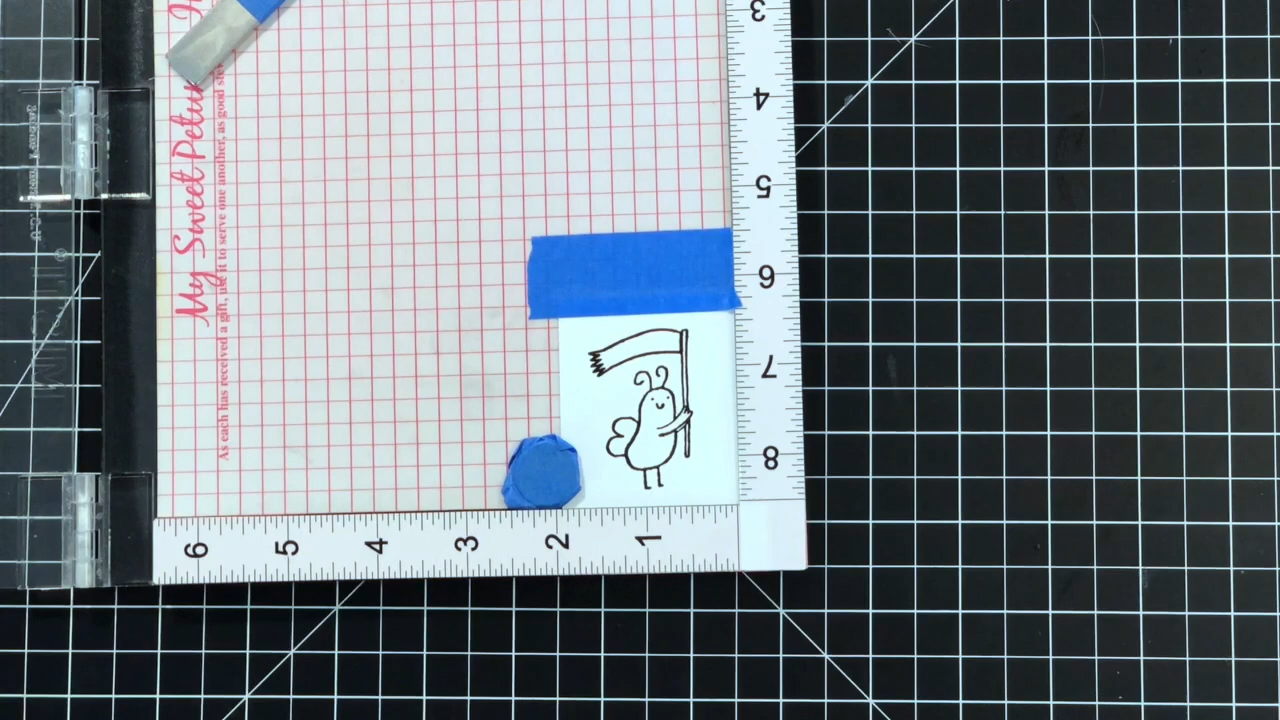 My Sweet Petun
As each has received a gift, use it to serve one another, as good ste
3
4
5
6
7
8
6 5 4 3 2 1